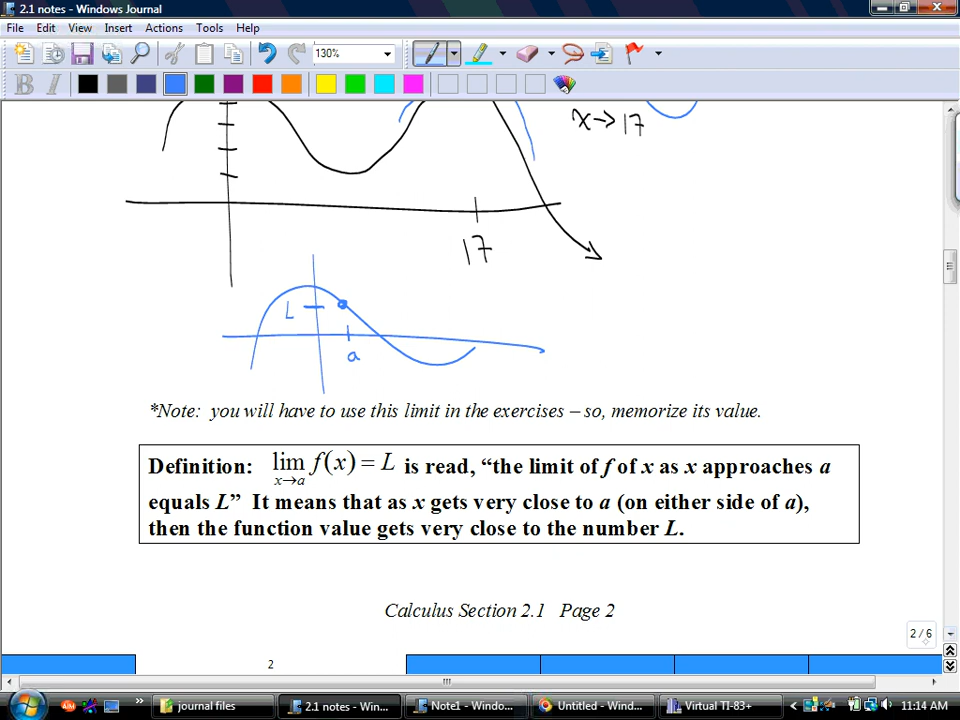 2.1 notes - Windows Journal
File Edit View Insert Actions Tools Help
130%
B I
x→17
17
L
a
*Note: you will have to use this limit in the exercises – so, memorize its value.
Definition: lim x→a f(x) = L is read, “the limit of f of x as x approaches a
equals L” It means that as x gets very close to a (on either side of a),
then the function value gets very close to the number L.
Calculus Section 2.1 Page 2
2 / 6
2
journal files 2.1 notes - Win... Note1 - Windo... Untitled - Wind... Virtual TI-83+ 11:14 AM